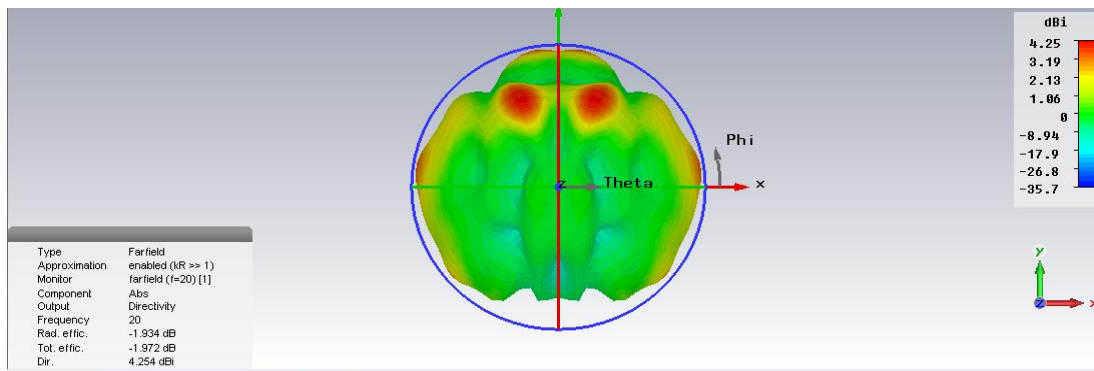 dBi
4.25
3.19
2.13
1.06
0
-8.94
-17.9
-26.8
-35.7
Phi
z Theta x
Type Farfield
Approximation enabled (kR >> 1)
Monitor farfield (f=20) [1]
Component Abs
Output Directivity
Frequency 20
Rad. effic. -1.934 dB
Tot. effic. -1.972 dB
Dir. 4.254 dBi
y
z x